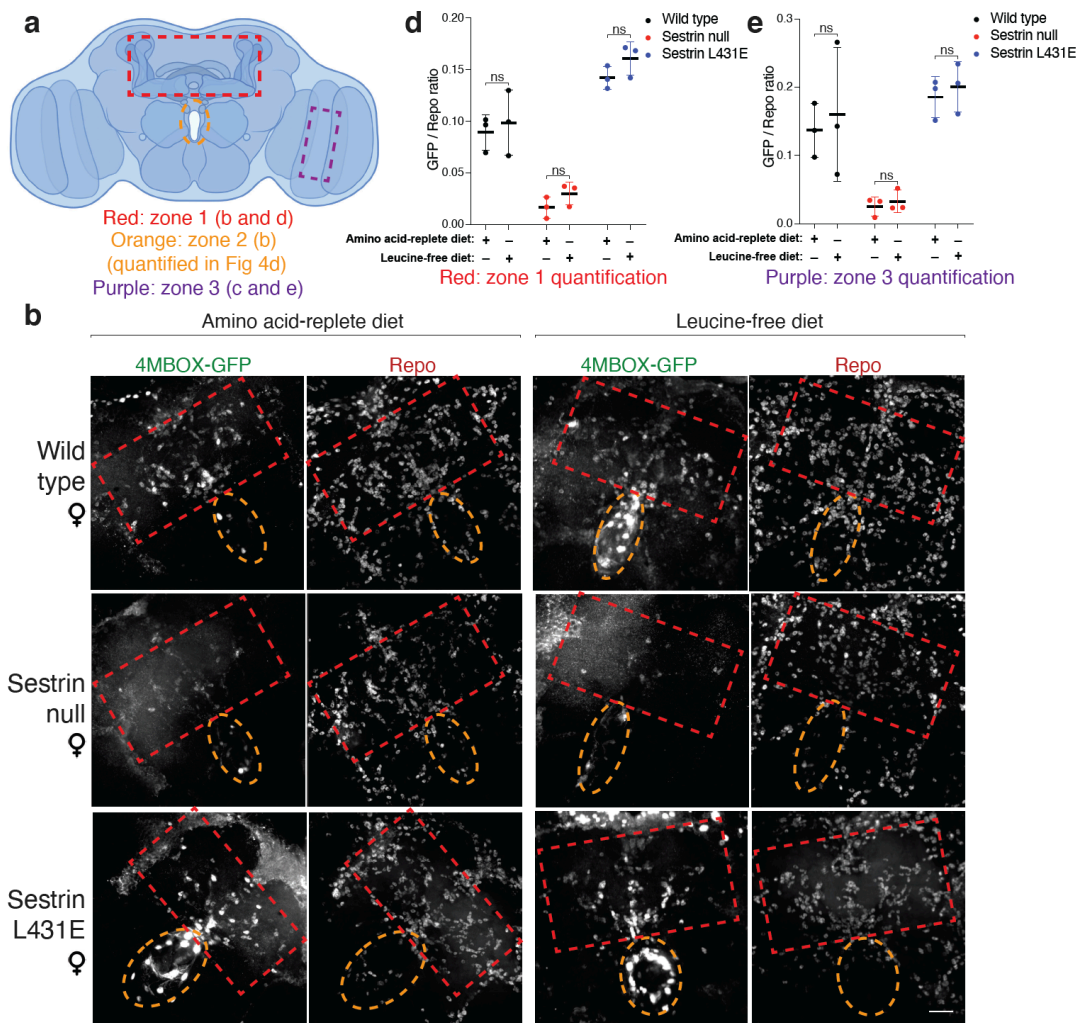 a
Red: zone 1 (b and d)
Orange: zone 2 (b)
(quantified in Fig 4d)
Purple: zone 3 (c and e)
d
GFP / Repo ratio
0.20
0.15
0.10
0.05
0.00
ns
ns
ns
Wild type
Sestrin null
Sestrin L431E
Amino acid-replete diet: + – + – + –
Leucine-free diet: – + – + – +
Red: zone 1 quantification
e
GFP / Repo ratio
0.3
0.2
0.1
0.0
ns
ns
ns
Wild type
Sestrin null
Sestrin L431E
Amino acid-replete diet: + – + – + –
Leucine-free diet: – + – + – +
Purple: zone 3 quantification
b
Amino acid-replete diet
Leucine-free diet
4MBOX-GFP
Repo
4MBOX-GFP
Repo
Wild
type
♀
Sestrin
null
♀
Sestrin
L431E
♀